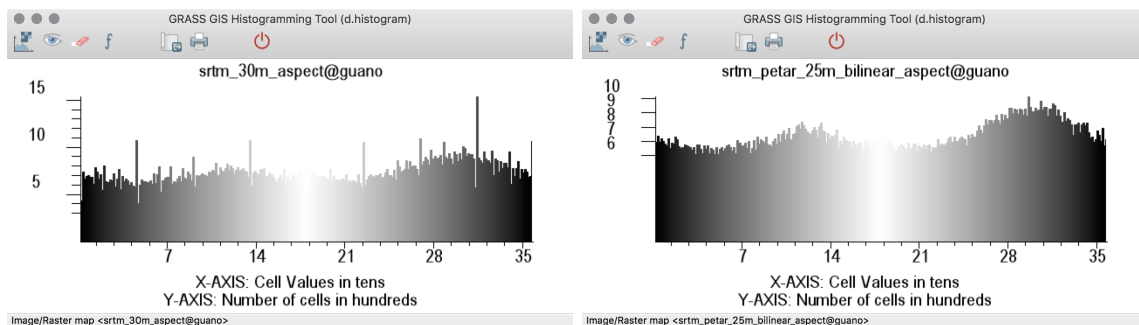 GRASS GIS Histogramming Tool (d.histogram)
srtm_30m_aspect@guano
15
10
5
7 14 21 28 35
X-AXIS: Cell Values in tens
Y-AXIS: Number of cells in hundreds
Image/Raster map <srtm_30m_aspect@guano>
GRASS GIS Histogramming Tool (d.histogram)
srtm_petar_25m_bilinear_aspect@guano
10
9
8
7
6
7 14 21 28 35
X-AXIS: Cell Values in tens
Y-AXIS: Number of cells in hundreds
Image/Raster map <srtm_petar_25m_bilinear_aspect@guano>